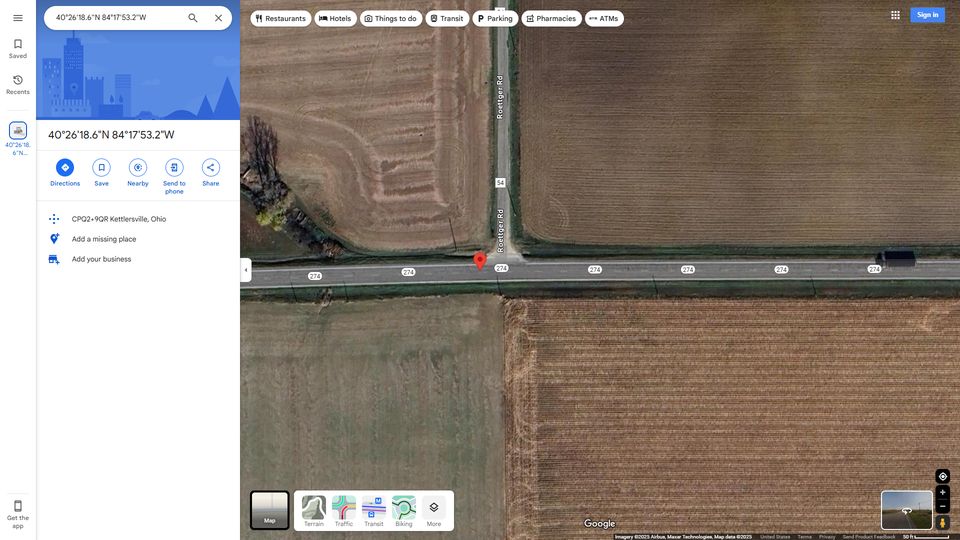 40°26'18.6"N 84°17'53.2"W
Restaurants
Hotels
Things to do
Transit
Parking
Pharmacies
ATMs
Sign in
Saved
Recents
40°26'18.
6"N...
40°26'18.6"N 84°17'53.2"W
Directions
Save
Nearby
Send to
phone
Share
CPQ2+9QR Kettlersville, Ohio
Add a missing place
Add your business
Roettger Rd
54
Roettger Rd
274
274
274
274
274
274
274
Get the
app
Map
Terrain
Traffic
Transit
Biking
More
Google
Imagery ©2025 Airbus, Maxar Technologies, Map data ©2025
United States
Terms
Privacy
Send Product Feedback
50 ft